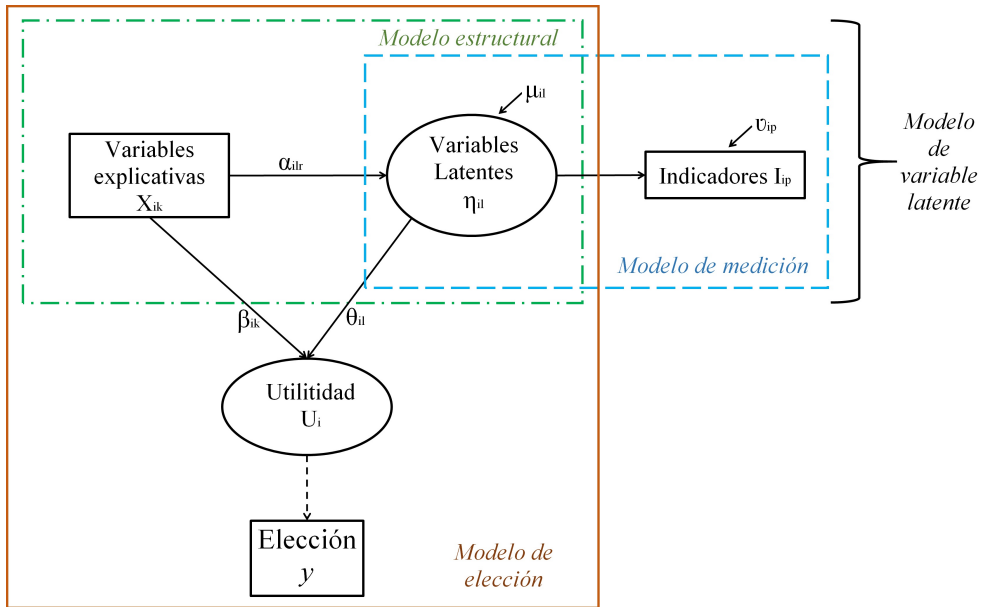 Modelo estructural
μil
Variables
explicativas
Xik
αilr
Variables
Latentes
ηil
υip
Indicadores Iip
Modelo
de
variable
latente
Modelo de medición
βik
θil
Utilitidad
Ui
Elección
y
Modelo de
elección